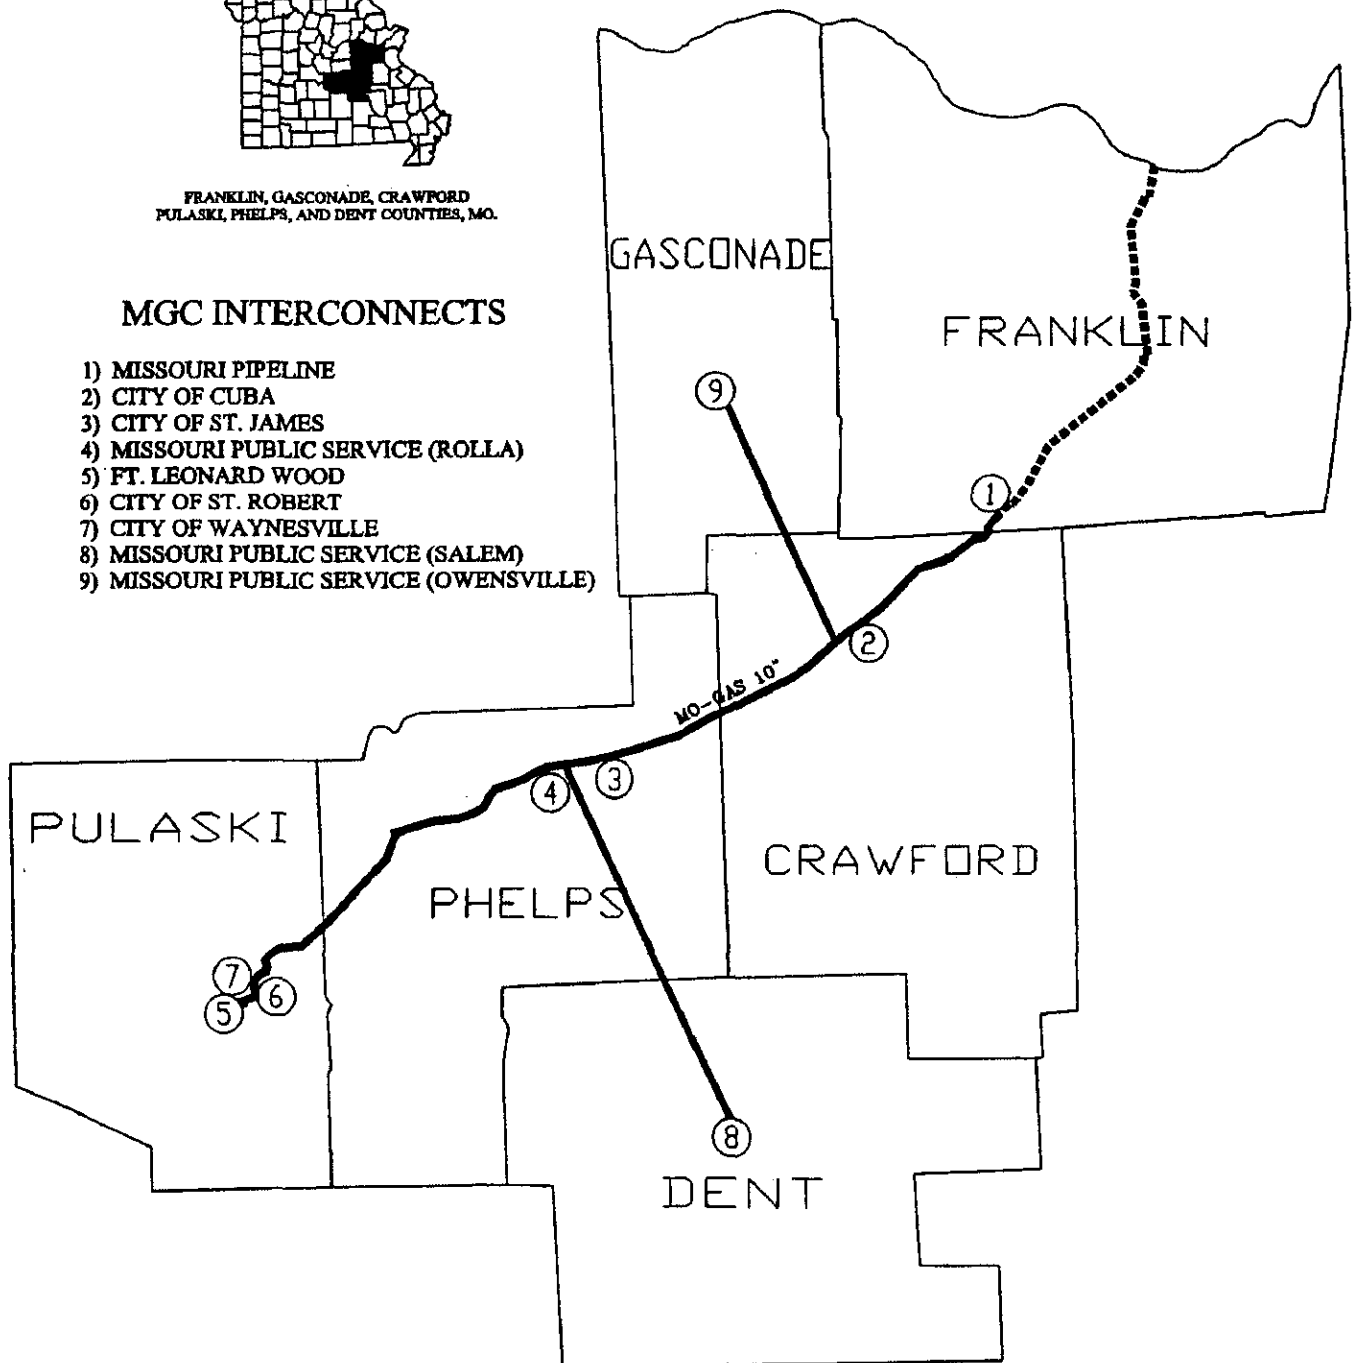 FRANKLIN, GASCONADE, CRAWFORD
PULASKI, PHELPS, AND DENT COUNTIES, MO.
MGC INTERCONNECTS
1) MISSOURI PIPELINE
2) CITY OF CUBA
3) CITY OF ST. JAMES
4) MISSOURI PUBLIC SERVICE (ROLLA)
5) FT. LEONARD WOOD
6) CITY OF ST. ROBERT
7) CITY OF WAYNESVILLE
8) MISSOURI PUBLIC SERVICE (SALEM)
9) MISSOURI PUBLIC SERVICE (OWENSVILLE)
GASCONADE
FRANKLIN
9
1
2
MO-GAS 10"
3
4
PULASKI
CRAWFORD
PHELPS
7
6
5
8
DENT